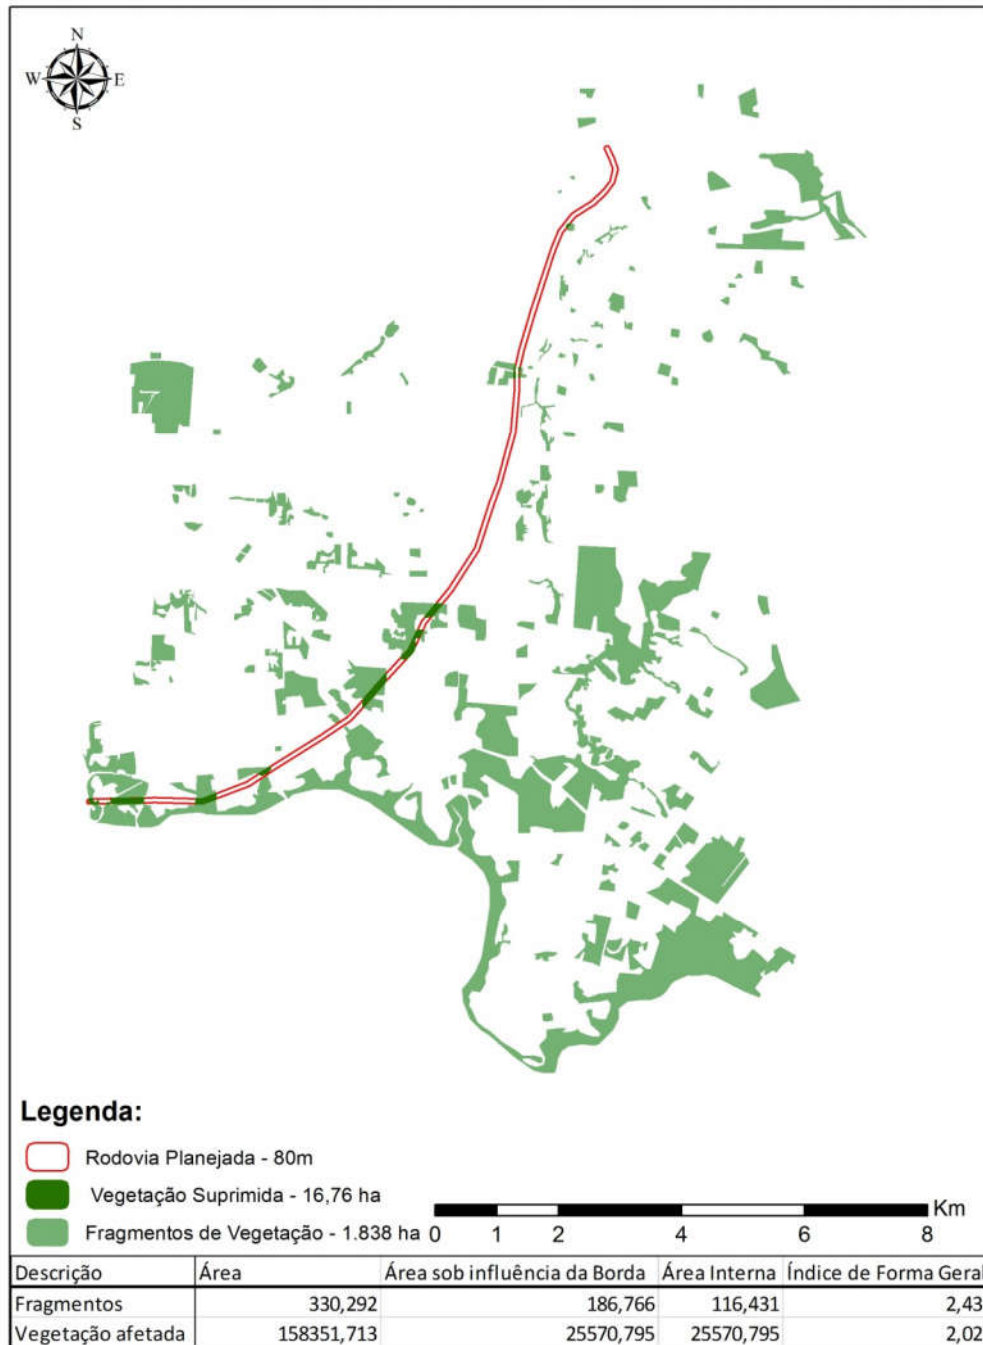 N
W E
S
Legenda:
Rodovia Planejada - 80m
Vegetação Suprimida - 16,76 ha
Fragmentos de Vegetação - 1.838 ha
0 1 2 4 6 8 Km
Descrição Área Área sob influência da Borda Área Interna Índice de Forma Geral
Fragmentos 330,292 186,766 116,431 2,43
Vegetação afetada 158351,713 25570,795 25570,795 2,02